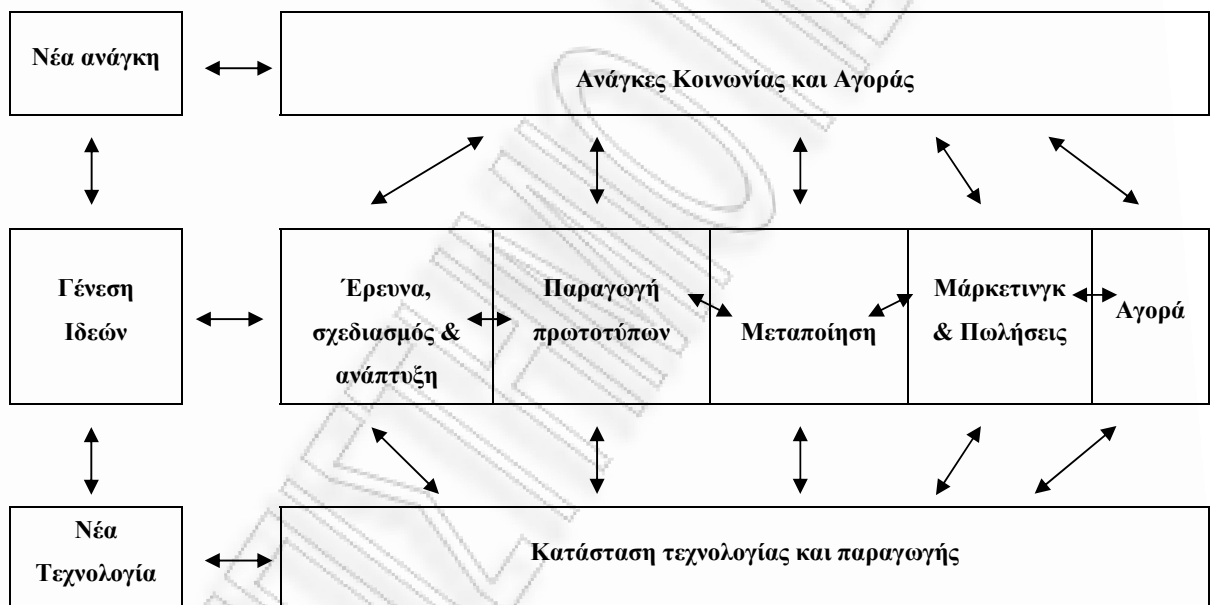 Νέα ανάγκη
Ανάγκες Κοινωνίας και Αγοράς
Γένεση
Ιδεών
Έρευνα,
σχεδιασμός &
ανάπτυξη
Παραγωγή
πρωτοτύπων
Μεταποίηση
Μάρκετινγκ
& Πωλήσεις
Αγορά
Νέα
Τεχνολογία
Κατάσταση τεχνολογίας και παραγωγής